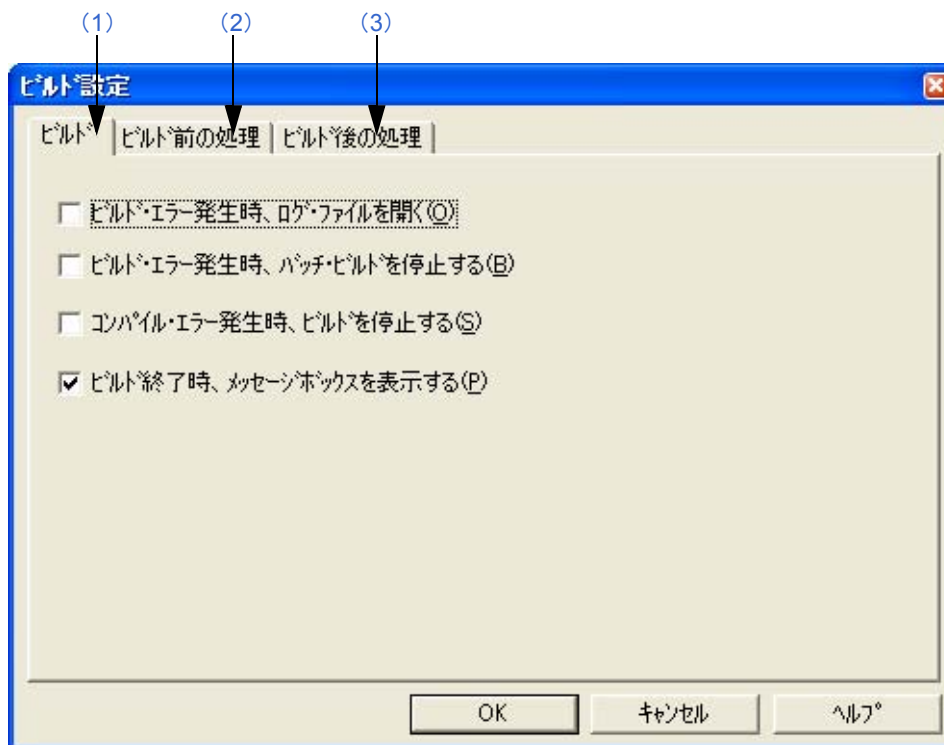 (1) (2) (3)
ﾋﾞﾙﾄﾞ設定
ﾋﾞﾙﾄﾞ ﾋﾞﾙﾄﾞ前の処理 ﾋﾞﾙﾄﾞ後の処理
ﾋﾞﾙﾄﾞ･ｴﾗｰ発生時、ﾛｸﾞ･ﾌｧｲﾙを開く(O)
ﾋﾞﾙﾄﾞ･ｴﾗｰ発生時、ﾊﾞｯﾁ･ﾋﾞﾙﾄﾞを停止する(B)
ｺﾝﾊﾟｲﾙ･ｴﾗｰ発生時、ﾋﾞﾙﾄﾞを停止する(S)
ﾋﾞﾙﾄﾞ終了時、ﾒｯｾｰｼﾞﾎﾞｯｸｽを表示する(P)
OK ｷｬﾝｾﾙ ﾍﾙﾌﾟ